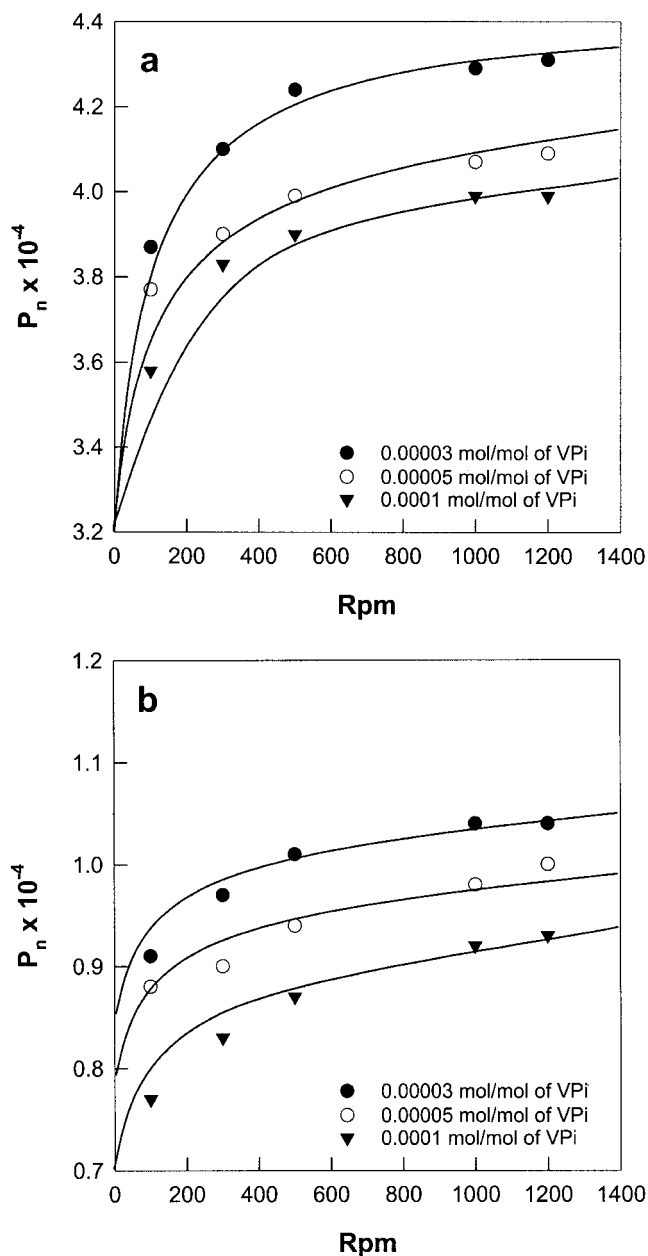 a
4.4
4.2
4.0
3.8
3.6
3.4
3.2
Pn x 10-4
0.00003 mol/mol of VPi
0.00005 mol/mol of VPi
0.0001 mol/mol of VPi
0 200 400 600 800 1000 1200 1400
Rpm
b
1.2
1.1
1.0
0.9
0.8
0.7
Pn x 10-4
0.00003 mol/mol of VPi
0.00005 mol/mol of VPi
0.0001 mol/mol of VPi
0 200 400 600 800 1000 1200 1400
Rpm